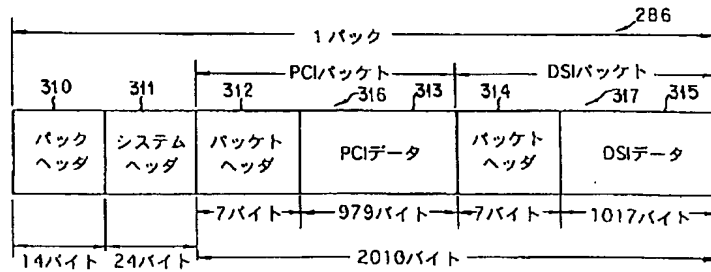 286
1パック
PCIパケット DSIパケット
310 311 312 316 313 314 317 315
パック
ヘッダ
システム
ヘッダ
パッケト
ヘッダ
PCIデータ
パッケト
ヘッダ
DSIデータ
7バイト 979バイト 7バイト 1017バイト
14バイト 24バイト 2010バイト